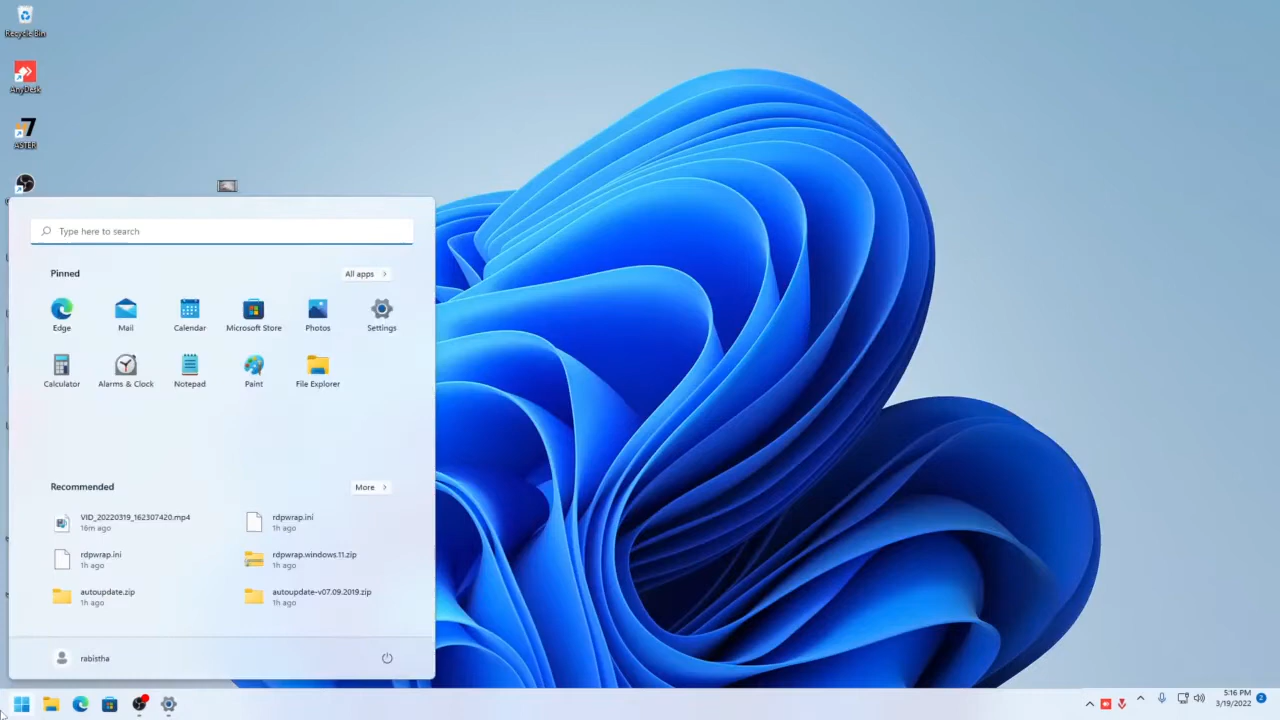 Recycle Bin
AnyDesk
ASTER
Type here to search
Pinned
All apps
Edge
Mail
Calendar
Microsoft Store
Photos
Settings
Calculator
Alarms & Clock
Notepad
Paint
File Explorer
Recommended
More
VID_20220319_162307420.mp4
16m ago
rdpwrap.ini
1h ago
rdpwrap.ini
1h ago
rdpwrap.windows.11.zip
1h ago
autoupdate.zip
1h ago
autoupdate-v07.09.2019.zip
1h ago
rabistha
5:16 PM
3/19/2022
2